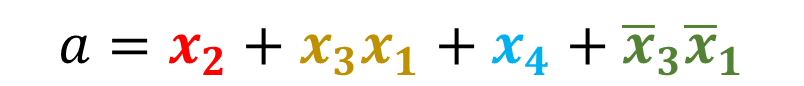 a = x₂ + x₃x₁ + x₄ + x̅₃x̅₁